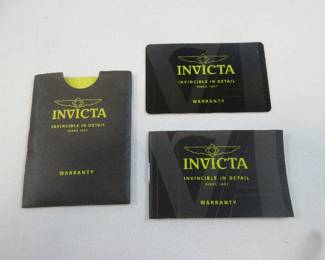 INVICTA
INVINCIBLE IN DETAIL
SINCE 1837
WARRANTY
INVICTA
INVINCIBLE IN DETAIL
SINCE 1837
WARRANTY
INVICTA
INVINCIBLE IN DETAIL
SINCE 1837
WARRANTY